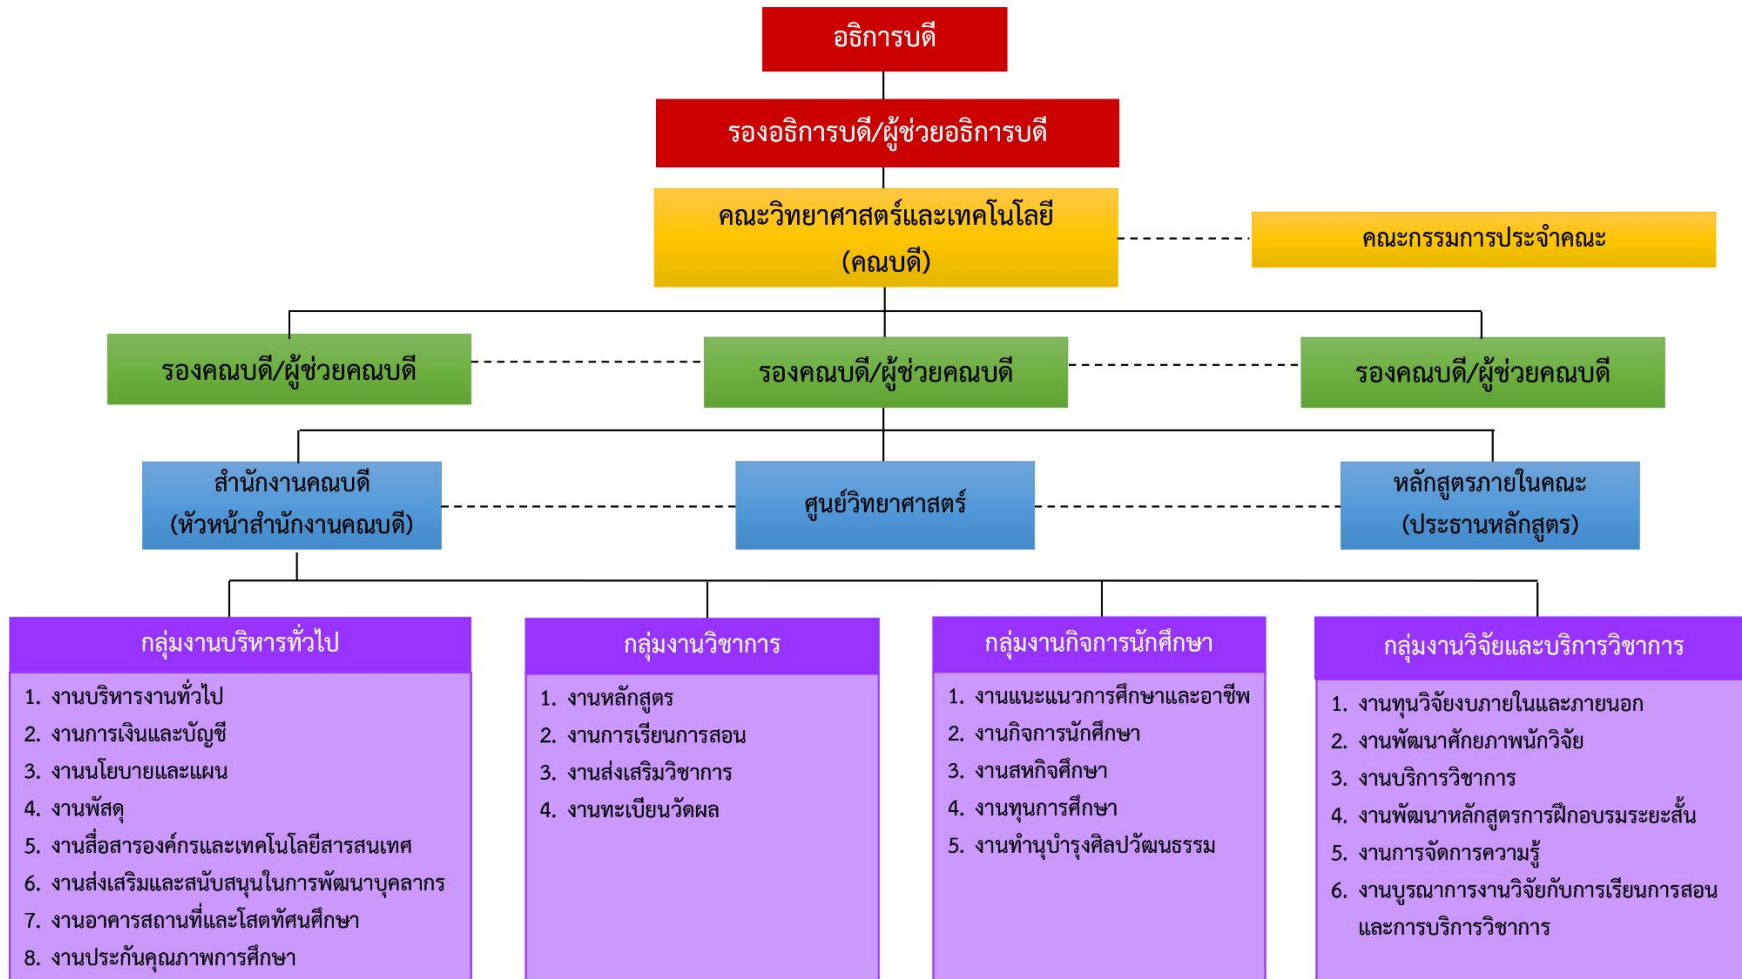 อธิการบดี
รองอธิการบดี/ผู้ช่วยอธิการบดี
คณะวิทยาศาสตร์และเทคโนโลยี
(คณบดี)
คณะกรรมการประจำคณะ
รองคณบดี/ผู้ช่วยคณบดี
รองคณบดี/ผู้ช่วยคณบดี
รองคณบดี/ผู้ช่วยคณบดี
สำนักงานคณบดี
(หัวหน้าสำนักงานคณบดี)
ศูนย์วิทยาศาสตร์
หลักสูตรภายในคณะ
(ประธานหลักสูตร)
กลุ่มงานบริหารทั่วไป
1. งานบริหารงานทั่วไป
2. งานการเงินและบัญชี
3. งานนโยบายและแผน
4. งานพัสดุ
5. งานสื่อสารองค์กรและเทคโนโลยีสารสนเทศ
6. งานส่งเสริมและสนับสนุนในการพัฒนาบุคลากร
7. งานอาคารสถานที่และโสตทัศนศึกษา
8. งานประกันคุณภาพการศึกษา
กลุ่มงานวิชาการ
1. งานหลักสูตร
2. งานการเรียนการสอน
3. งานส่งเสริมวิชาการ
4. งานทะเบียนวัดผล
กลุ่มงานกิจการนักศึกษา
1. งานแนะแนวการศึกษาและอาชีพ
2. งานกิจการนักศึกษา
3. งานสหกิจศึกษา
4. งานทุนการศึกษา
5. งานทำนุบำรุงศิลปวัฒนธรรม
กลุ่มงานวิจัยและบริการวิชาการ
1. งานทุนวิจัยงบภายในและภายนอก
2. งานพัฒนาศักยภาพนักวิจัย
3. งานบริการวิชาการ
4. งานพัฒนาหลักสูตรการฝึกอบรมระยะสั้น
5. งานการจัดการความรู้
6. งานบูรณาการงานวิจัยกับการเรียนการสอน
และการบริการวิชาการ